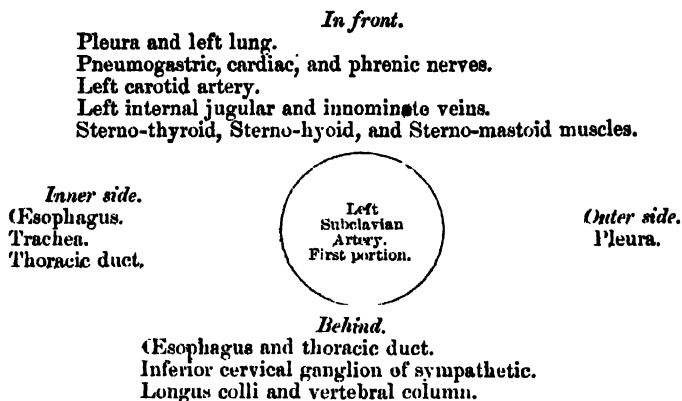 In front.
Pleura and left lung.
Pneumogastric, cardiac, and phrenic nerves.
Left carotid artery.
Left internal jugular and innominate veins.
Sterno-thyroid, Sterno-hyoid, and Sterno-mastoid muscles.
Inner side.
Œsophagus.
Trachea.
Thoracic duct.
Left
Subclavian
Artery.
First portion.
Outer side.
Pleura.
Behind.
Œsophagus and thoracic duct.
Inferior cervical ganglion of sympathetic.
Longus colli and vertebral column.